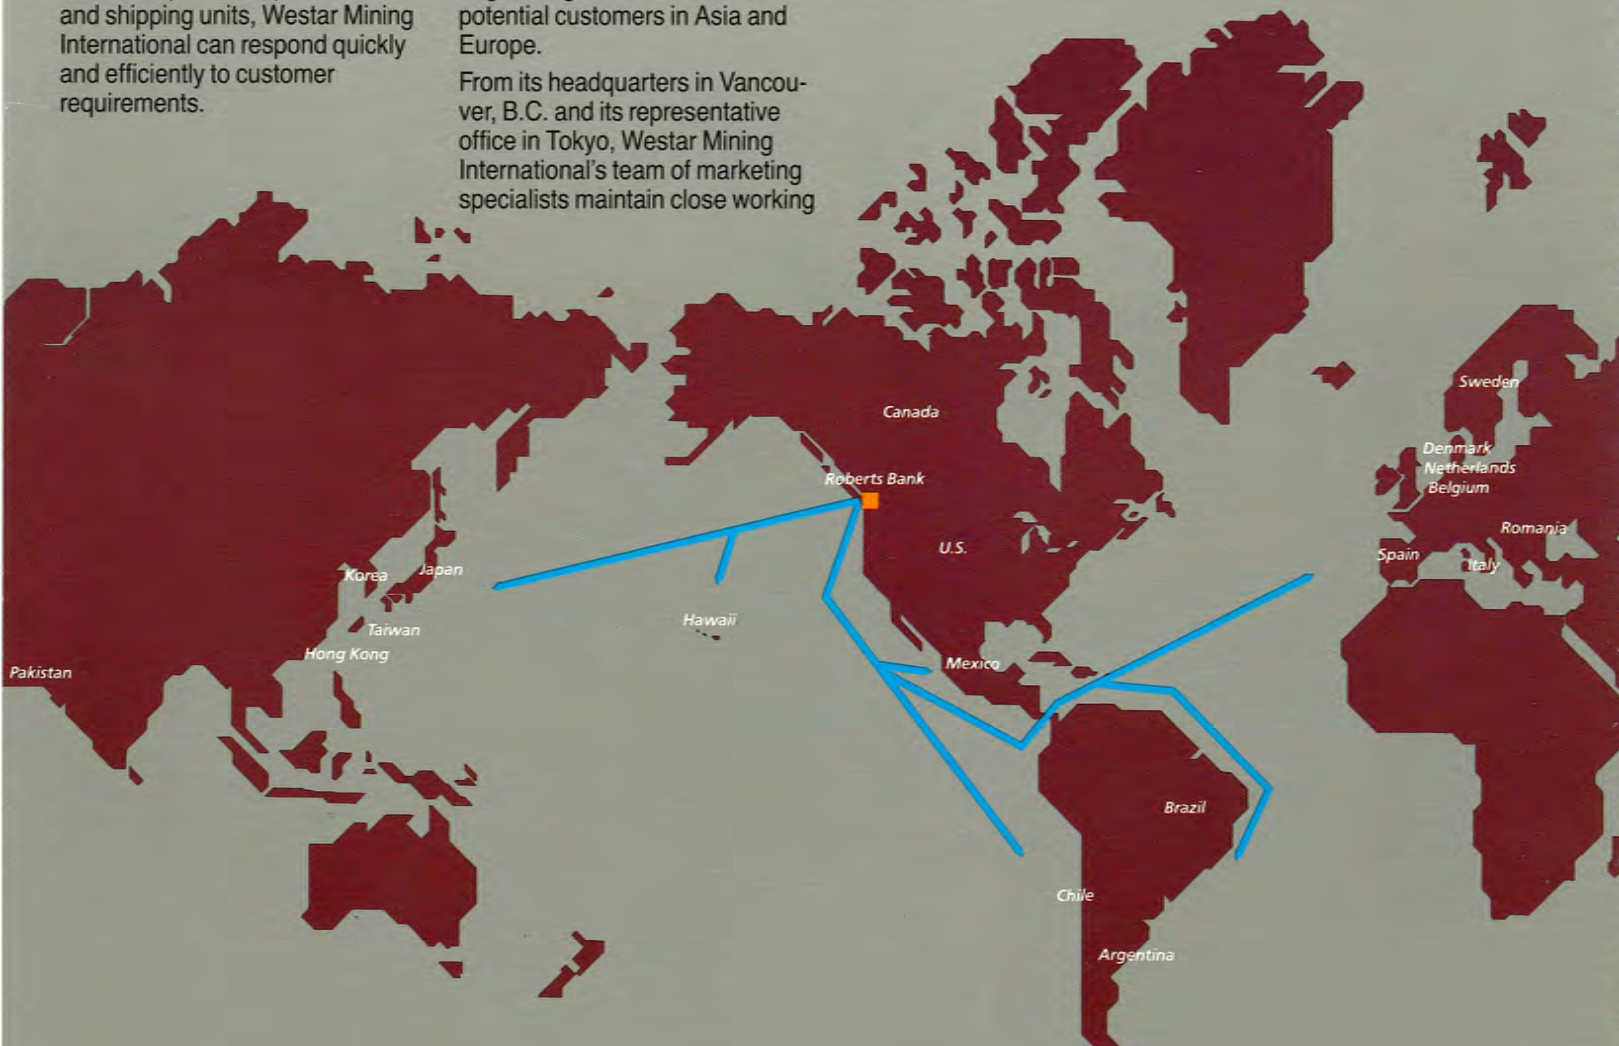 and shipping units, Westar Mining
International can respond quickly
and efficiently to customer
requirements.
potential customers in Asia and
Europe.
From its headquarters in Vancou-
ver, B.C. and its representative
office in Tokyo, Westar Mining
International's team of marketing
specialists maintain close working
Canada
Roberts Bank
U.S.
Mexico
Hawaii
Korea
Japan
Taiwan
Hong Kong
Pakistan
Sweden
Denmark
Netherlands
Belgium
Romania
Spain
Italy
Brazil
Chile
Argentina